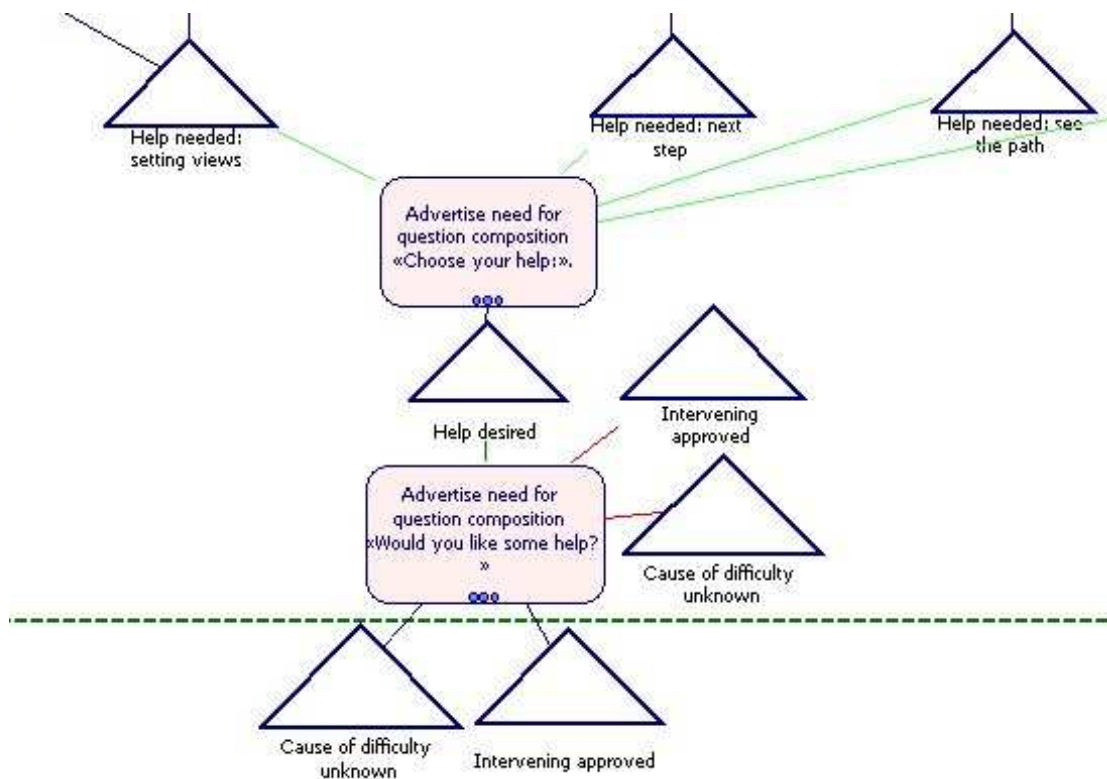 Help needed:
setting views
Help needed: next
step
Help needed: see
the path
Advertise need for
question composition
«Choose your help:».
Help desired
Intervening
approved
Advertise need for
question composition
»Would you like some help?
»
Cause of difficulty
unknown
Cause of difficulty
unknown
Intervening approved